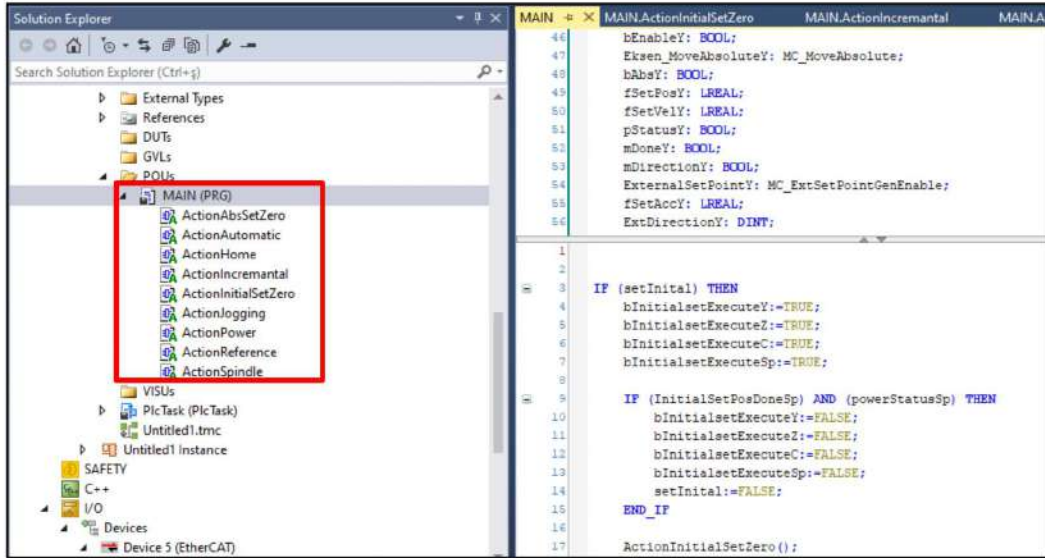 Solution Explorer
Search Solution Explorer (Ctrl+ş)
External Types
References
DUTs
GVLs
POUs
MAIN (PRG)
ActionAbsSetZero
ActionAutomatic
ActionHome
ActionIncremantal
ActionInitialSetZero
ActionJogging
ActionPower
ActionReference
ActionSpindle
VISUs
PlcTask (PlcTask)
Untitled1.tmc
Untitled1 Instance
SAFETY
C++
I/O
Devices
Device 5 (EtherCAT)
MAIN MAIN.ActionInitialSetZero MAIN.ActionIncremantal MAIN.A
46 bEnableY: BOOL;
47 Eksen_MoveAbsoluteY: MC_MoveAbsolute;
48 bAbsY: BOOL;
49 fSetPosY: LREAL;
50 fSetVelY: LREAL;
51 pStatusY: BOOL;
52 mDoneY: BOOL;
53 mDirectionY: BOOL;
54 ExternalSetPointY: MC_ExtSetPointGenEnable;
55 fSetAccY: LREAL;
56 ExtDirectionY: DINT;
1
2
3 IF (setInital) THEN
4 bInitialsetExecuteY:=TRUE;
5 bInitialsetExecuteZ:=TRUE;
6 bInitialsetExecuteC:=TRUE;
7 bInitialsetExecuteSp:=TRUE;
8
9 IF (InitialSetPosDoneSp) AND (powerStatusSp) THEN
10 bInitialsetExecuteY:=FALSE;
11 bInitialsetExecuteZ:=FALSE;
12 bInitialsetExecuteC:=FALSE;
13 bInitialsetExecuteSp:=FALSE;
14 setInital:=FALSE;
15 END_IF
16
17 ActionInitialSetZero();